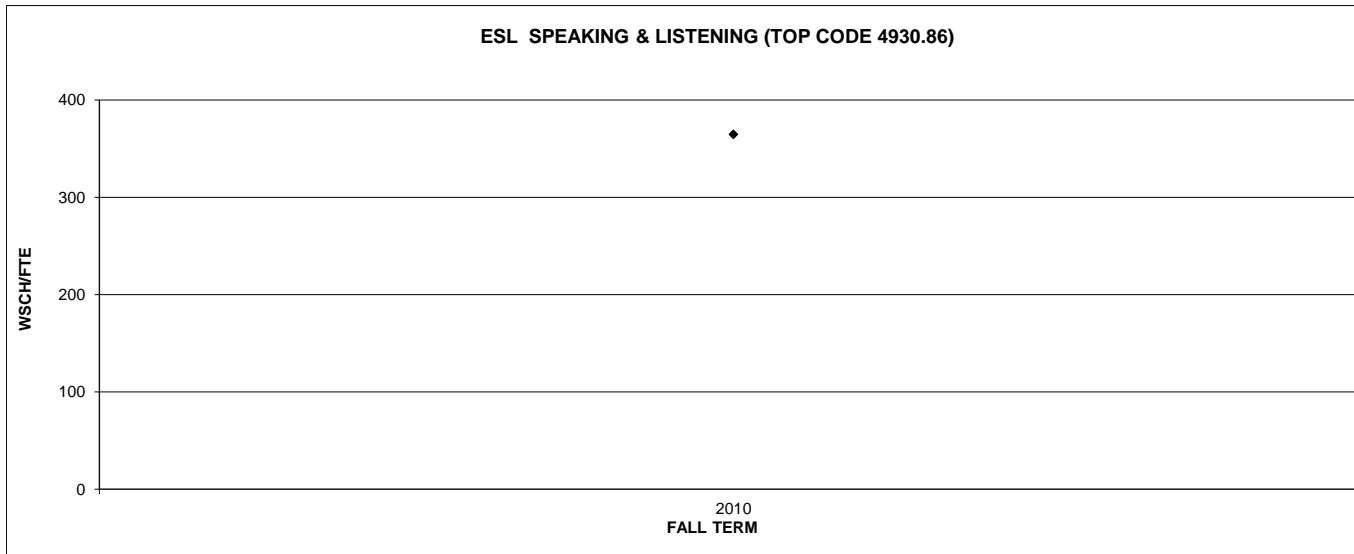 ESL  SPEAKING & LISTENING (TOP CODE 4930.86)
400
300
200
100
0
WSCH/FTE
2010
FALL TERM